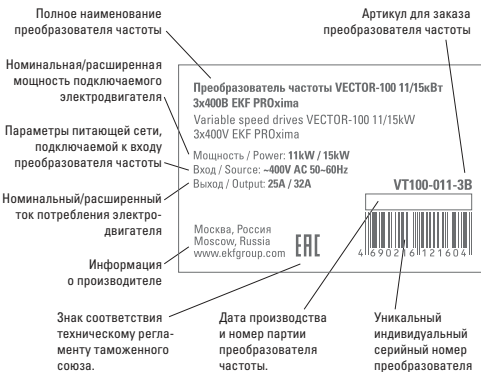 Полное наименование
преобразователя частоты
Артикул для заказа
преобразователя частоты
Номинальная/расширенная
мощность подключаемого
электродвигателя
Параметры питающей сети,
подключаемой к входу
преобразователя частоты
Номинальный/расширенный
ток потребления электро-
двигателя
Информация
о производителе
Преобразователь частоты VECTOR-100 11/15кВт
3х400В EKF PROxima
Variable speed drives VECTOR-100 11/15kW
3x400V EKF PROxima
Мощность / Power: 11kW / 15kW
Вход / Source: ~400V AC 50~60Hz
Выход / Output: 25A / 32A
VT100-011-3B
Москва, Россия
Moscow, Russia
www.ekfgroup.com
EAC
4 690216 121604
Знак соответствия
техническому регла-
менту таможенного
союза.
Дата производства
и номер партии
преобразователя
частоты.
Уникальный
индивидуальный
серийный номер
преобразователя